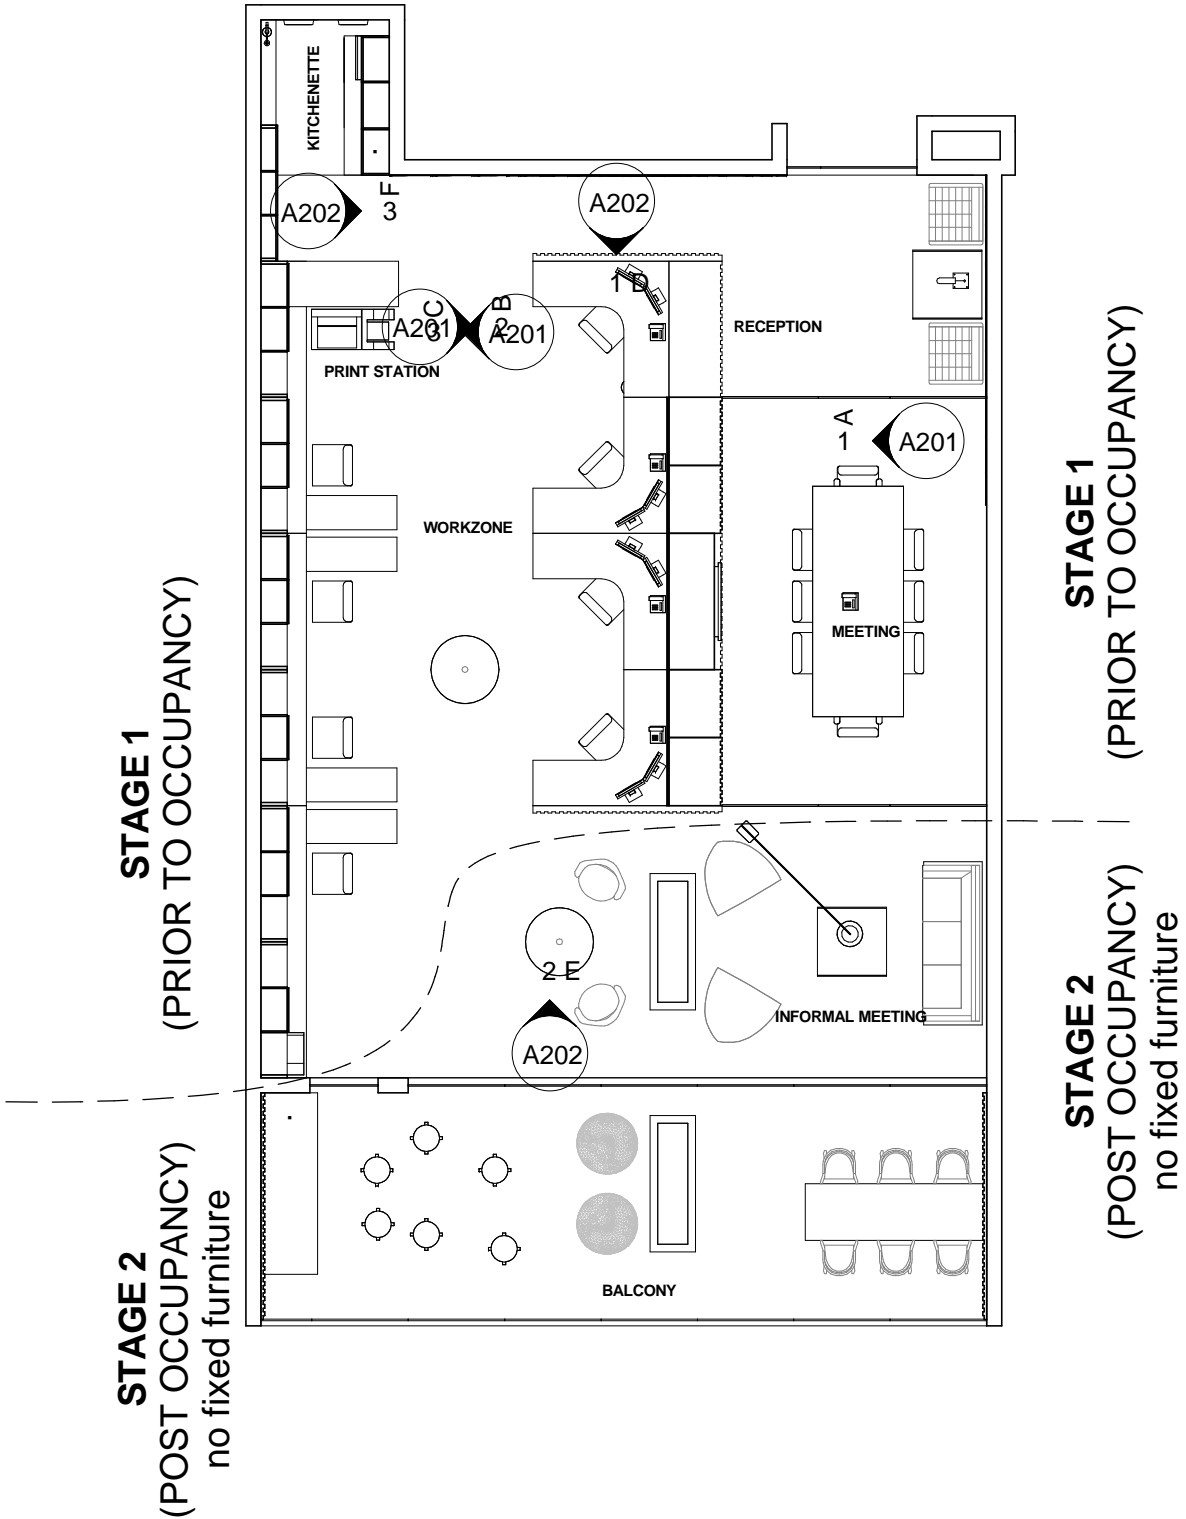 KITCHENETTE
A202
F
3
A202
1 D
A201
C
3
B
2
A201
PRINT STATION
RECEPTION
A
1
A201
WORKZONE
MEETING
STAGE 1
(PRIOR TO OCCUPANCY)
STAGE 1
(PRIOR TO OCCUPANCY)
2 E
A202
INFORMAL MEETING
STAGE 2
(POST OCCUPANCY)
no fixed furniture
STAGE 2
(POST OCCUPANCY)
no fixed furniture
BALCONY